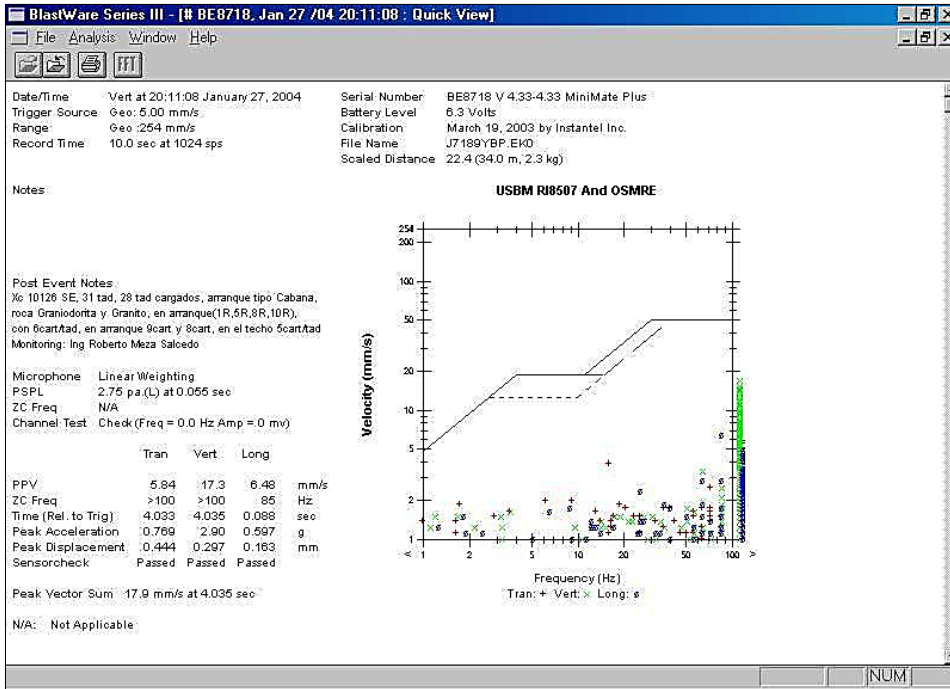 BlastWare Series III - [# BE8718, Jan 27 /04 20:11:08 : Quick View]
File Analysis Window Help
FFT
Date/Time Vert at 20:11:08 January 27, 2004
Trigger Source Geo: 5.00 mm/s
Range Geo :254 mm/s
Record Time 10.0 sec at 1024 sps
Serial Number BE8718 V 4.33-4.33 MiniMate Plus
Battery Level 6.3 Volts
Calibration March 19, 2003 by Instantel Inc.
File Name J7189YBP.EK0
Scaled Distance 22.4 (34.0 m, 2.3 kg)
Notes
Post Event Notes
Xc 10126 SE, 31 tad, 28 tad cargados, arranque tipo Cabana,
roca Graniodorita y Granito, en arranque(1R,5R,8R,10R),
con 6cart/tad, en arranque 9cart y 8cart, en el techo 5cart/tad
Monitoring: Ing Roberto Meza Salcedo
Microphone Linear Weighting
PSPL 2.75 pa.(L) at 0.055 sec
ZC Freq N/A
Channel Test Check (Freq = 0.0 Hz Amp = 0 mv)
Tran Vert Long
PPV 5.84 17.3 6.48 mm/s
ZC Freq >100 >100 85 Hz
Time (Rel. to Trig) 4.033 4.035 0.088 sec
Peak Acceleration 0.769 2.90 0.597 g
Peak Displacement 0.444 0.297 0.163 mm
Sensorcheck Passed Passed Passed
Peak Vector Sum 17.9 mm/s at 4.035 sec
N/A: Not Applicable
USBM RI8507 And OSMRE
254
200
100
50
20
10
5
2
1
Velocity (mm/s)
< 1 2 5 10 20 50 100 >
Frequency (Hz)
Tran: + Vert: × Long: ø
NUM